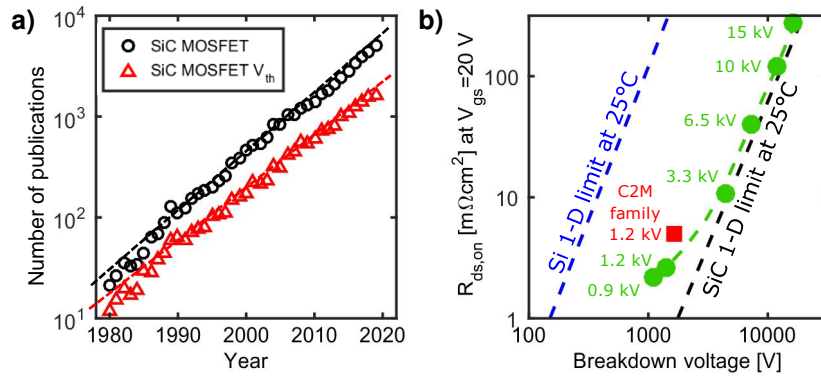 a)
10^4
10^3
10^2
10^1
Number of publications
SiC MOSFET
SiC MOSFET V_th
1980
1990
2000
2010
2020
Year
b)
R_ds,on [mΩcm²] at V_gs =20 V
100
10
1
Si 1-D limit at 25°C
SiC 1-D limit at 25°C
15 kV
10 kV
6.5 kV
3.3 kV
C2M
family
1.2 kV
1.2 kV
0.9 kV
100
1000
10000
Breakdown voltage [V]